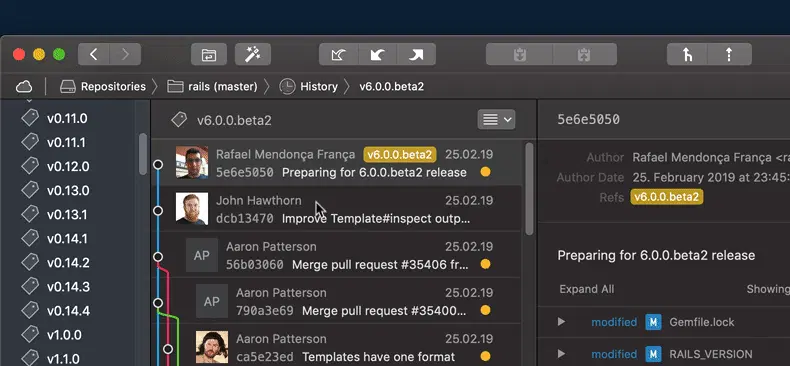 Repositories rails (master) History v6.0.0.beta2
v0.11.0
v0.11.1
v0.12.0
v0.13.0
v0.13.1
v0.14.1
v0.14.2
v0.14.3
v0.14.4
v1.0.0
v1.1.0
v6.0.0.beta2
Rafael Mendonça França v6.0.0.beta2 25.02.19
5e6e5050 Preparing for 6.0.0.beta2 release
John Hawthorn 25.02.19
dcb13470 Improve Template#inspect outp...
AP
Aaron Patterson 25.02.19
56b03060 Merge pull request #35406 fr...
AP
Aaron Patterson 25.02.19
790a3e69 Merge pull request #35400...
Aaron Patterson 25.02.19
ca5e23ed Templates have one format
5e6e5050
Author Rafael Mendonça França <ra
Author Date 25. February 2019 at 23:45:
Refs v6.0.0.beta2
Preparing for 6.0.0.beta2 release
Expand All Showing
modified M Gemfile.lock
modified M RAILS_VERSION